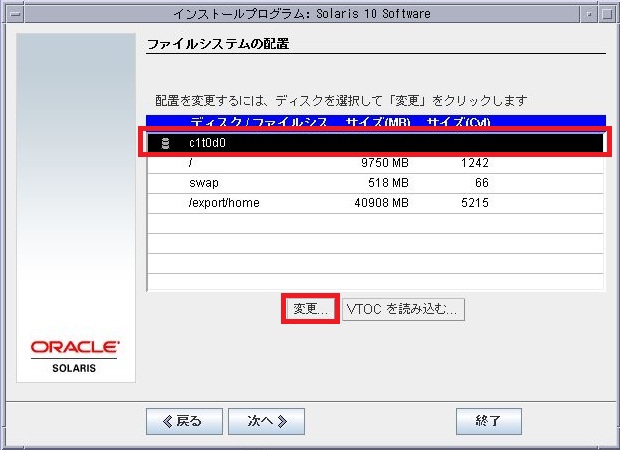 インストールプログラム: Solaris 10 Software
ファイルシステムの配置
配置を変更するには、ディスクを選択して「変更」をクリックします
ディスク / ファイルシス サイズ(MB) サイズ(Cyl)
c1t0d0
/ 9750 MB 1242
swap 518 MB 66
/export/home 40908 MB 5215
変更... VTOC を読み込む...
ORACLE
SOLARIS
戻る 次へ 終了